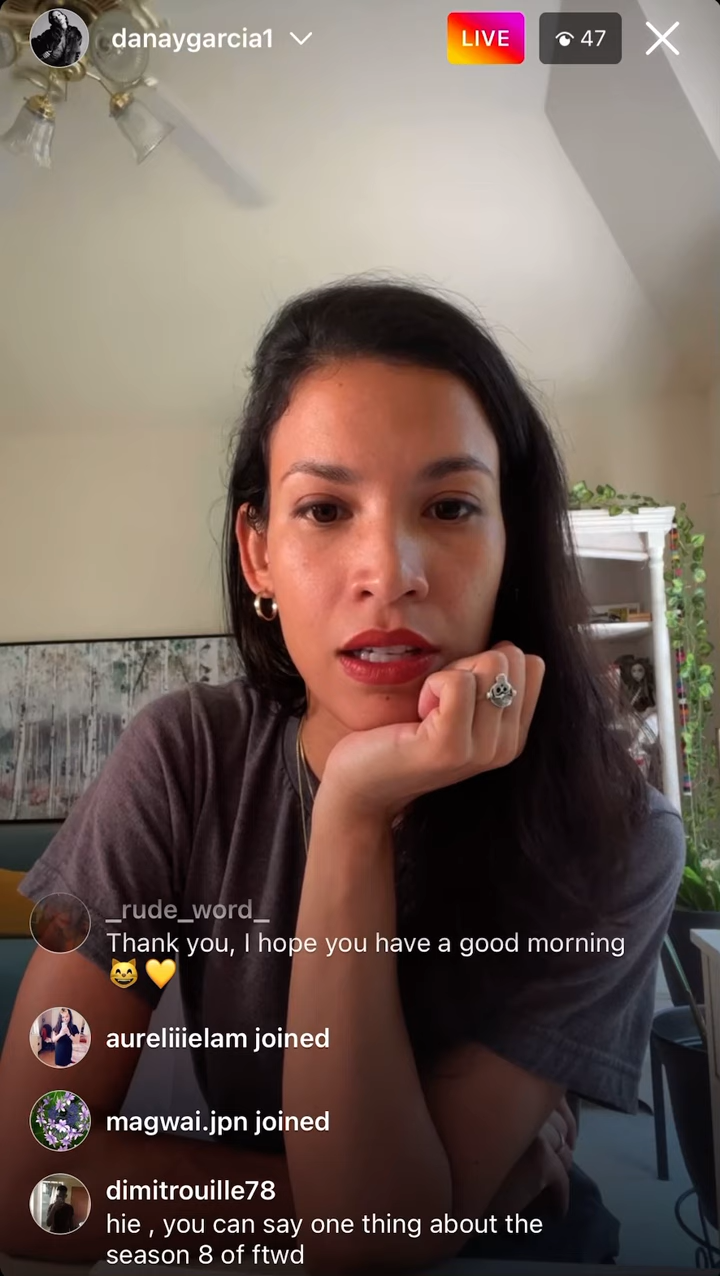 danaygarcia1
LIVE
47
_rude_word_
Thank you, I hope you have a good morning
😸 💛
aureliiielam joined
magwai.jpn joined
dimitrouille78
hie , you can say one thing about the
season 8 of ftwd